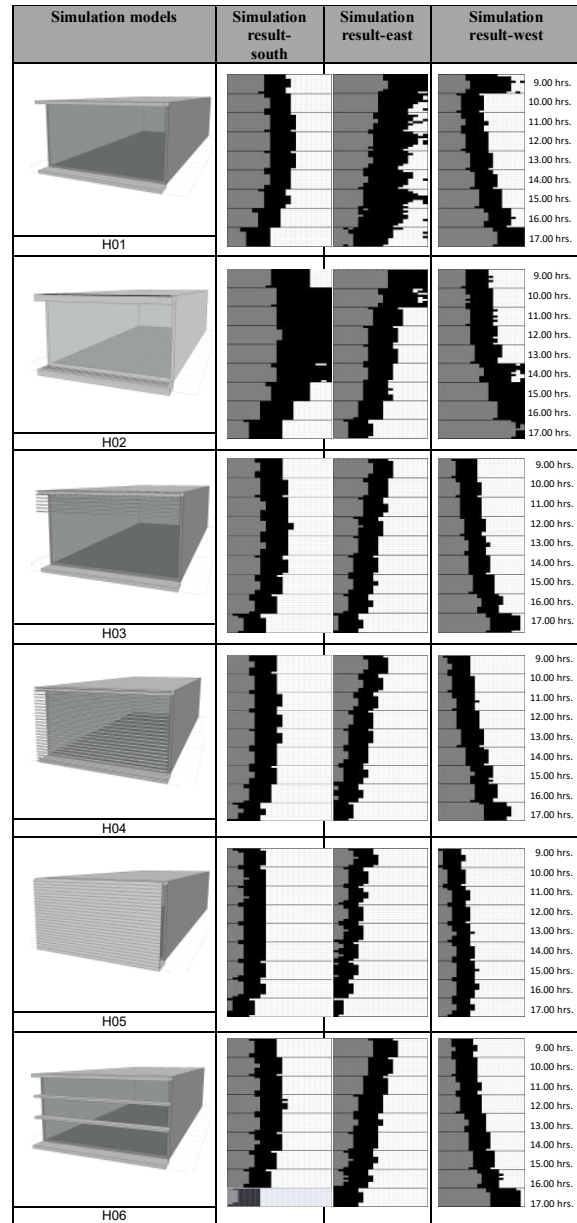 Simulation models
Simulation
result-
south
Simulation
result-east
Simulation
result-west
9.00 hrs.
10.00 hrs.
11.00 hrs.
12.00 hrs.
13.00 hrs.
14.00 hrs.
15.00 hrs.
16.00 hrs.
17.00 hrs.
H01
9.00 hrs.
10.00 hrs.
11.00 hrs.
12.00 hrs.
13.00 hrs.
14.00 hrs.
15.00 hrs.
16.00 hrs.
17.00 hrs.
H02
9.00 hrs.
10.00 hrs.
11.00 hrs.
12.00 hrs.
13.00 hrs.
14.00 hrs.
15.00 hrs.
16.00 hrs.
17.00 hrs.
H03
9.00 hrs.
10.00 hrs.
11.00 hrs.
12.00 hrs.
13.00 hrs.
14.00 hrs.
15.00 hrs.
16.00 hrs.
17.00 hrs.
H04
9.00 hrs.
10.00 hrs.
11.00 hrs.
12.00 hrs.
13.00 hrs.
14.00 hrs.
15.00 hrs.
16.00 hrs.
17.00 hrs.
H05
9.00 hrs.
10.00 hrs.
11.00 hrs.
12.00 hrs.
13.00 hrs.
14.00 hrs.
15.00 hrs.
16.00 hrs.
17.00 hrs.
H06